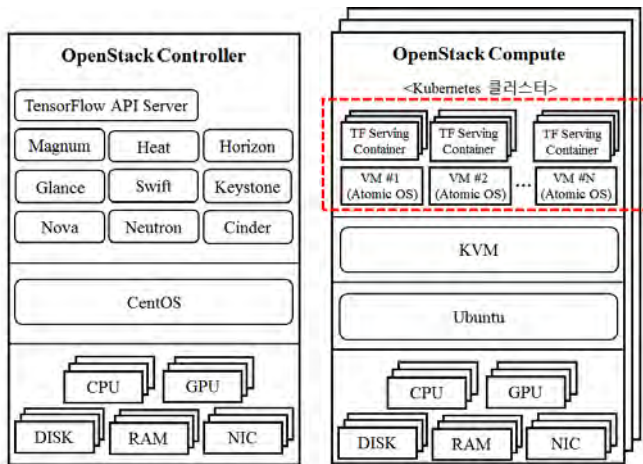 OpenStack Controller
TensorFlow API Server
Magnum
Heat
Horizon
Glance
Swift
Keystone
Nova
Neutron
Cinder
CentOS
CPU
GPU
DISK
RAM
NIC
OpenStack Compute
<Kubernetes 클러스터>
TF Serving
Container
TF Serving
Container
TF Serving
Container
VM #1
(Atomic OS)
VM #2
(Atomic OS)
...
VM #N
(Atomic OS)
KVM
Ubuntu
CPU
GPU
DISK
RAM
NIC